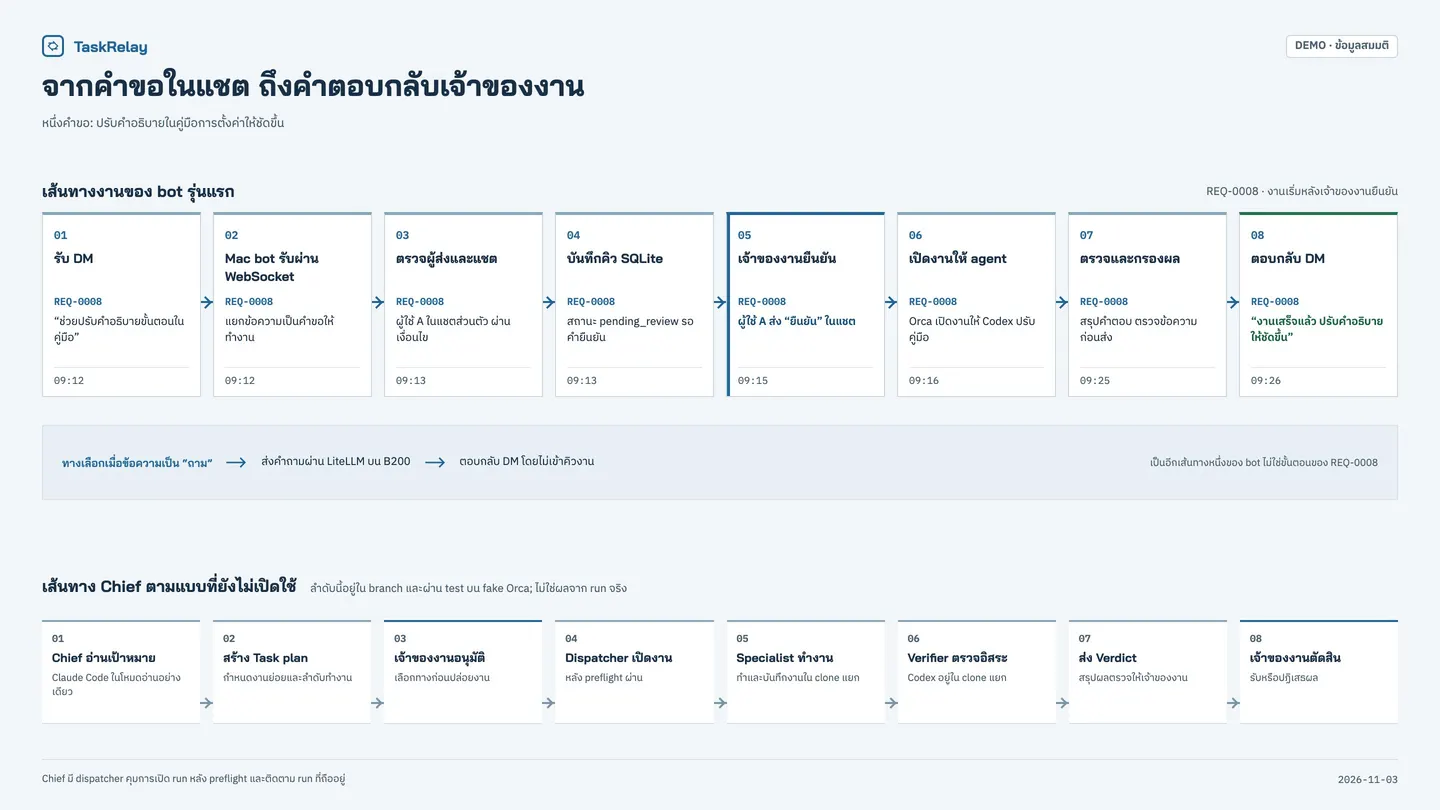 TaskRelay
DEMO · ข้อมูลสมมติ
จากคำขอในแชต ถึงคำตอบกลับเจ้าของงาน
หนึ่งคำขอ: ปรับคำอธิบายในคู่มือการตั้งค่าให้ชัดขึ้น
เส้นทางงานของ bot รุ่นแรก
REQ-0008 · งานเริ่มหลังเจ้าของงานยืนยัน
01
รับ DM
REQ-0008
“ช่วยปรับคำอธิบายขั้นตอนใน
คู่มือ”
09:12
02
Mac bot รับผ่าน
WebSocket
REQ-0008
แยกข้อความเป็นคำขอให้
ทำงาน
09:12
03
ตรวจผู้ส่งและแชต
REQ-0008
ผู้ใช้ A ในแชตส่วนตัว ผ่าน
เงื่อนไข
09:13
04
บันทึกคิว SQLite
REQ-0008
สถานะ pending_review รอ
คำยืนยัน
09:13
05
เจ้าของงานยืนยัน
REQ-0008
ผู้ใช้ A ส่ง “ยืนยัน” ในแชต
09:15
06
เปิดงานให้ agent
REQ-0008
Orca เปิดงานให้ Codex ปรับ
คู่มือ
09:16
07
ตรวจและกรองผล
REQ-0008
สรุปคำตอบ ตรวจข้อความ
ก่อนส่ง
09:25
08
ตอบกลับ DM
REQ-0008
“งานเสร็จแล้ว ปรับคำอธิบาย
ให้ชัดขึ้น”
09:26
ทางเลือกเมื่อข้อความเป็น “ถาม”
ส่งคำถามผ่าน LiteLLM บน B200
ตอบกลับ DM โดยไม่เข้าคิวงาน
เป็นอีกเส้นทางหนึ่งของ bot ไม่ใช่ขั้นตอนของ REQ-0008
เส้นทาง Chief ตามแบบที่ยังไม่เปิดใช้
ลำดับนี้อยู่ใน branch และผ่าน test บน fake Orca; ไม่ใช่ผลจาก run จริง
01
Chief อ่านเป้าหมาย
Claude Code ในโหมดอ่านอย่าง
เดียว
02
สร้าง Task plan
กำหนดงานย่อยและลำดับทำงาน
03
เจ้าของงานอนุมัติ
เลือกทางก่อนปล่อยงาน
04
Dispatcher เปิดงาน
หลัง preflight ผ่าน
05
Specialist ทำงาน
ทำและบันทึกงานใน clone แยก
06
Verifier ตรวจอิสระ
Codex อยู่ใน clone แยก
07
ส่ง Verdict
สรุปผลตรวจให้เจ้าของงาน
08
เจ้าของงานตัดสิน
รับหรือปฏิเสธผล
Chief มี dispatcher คุมการเปิด run หลัง preflight และติดตาม run ที่ถืออยู่
2026-11-03